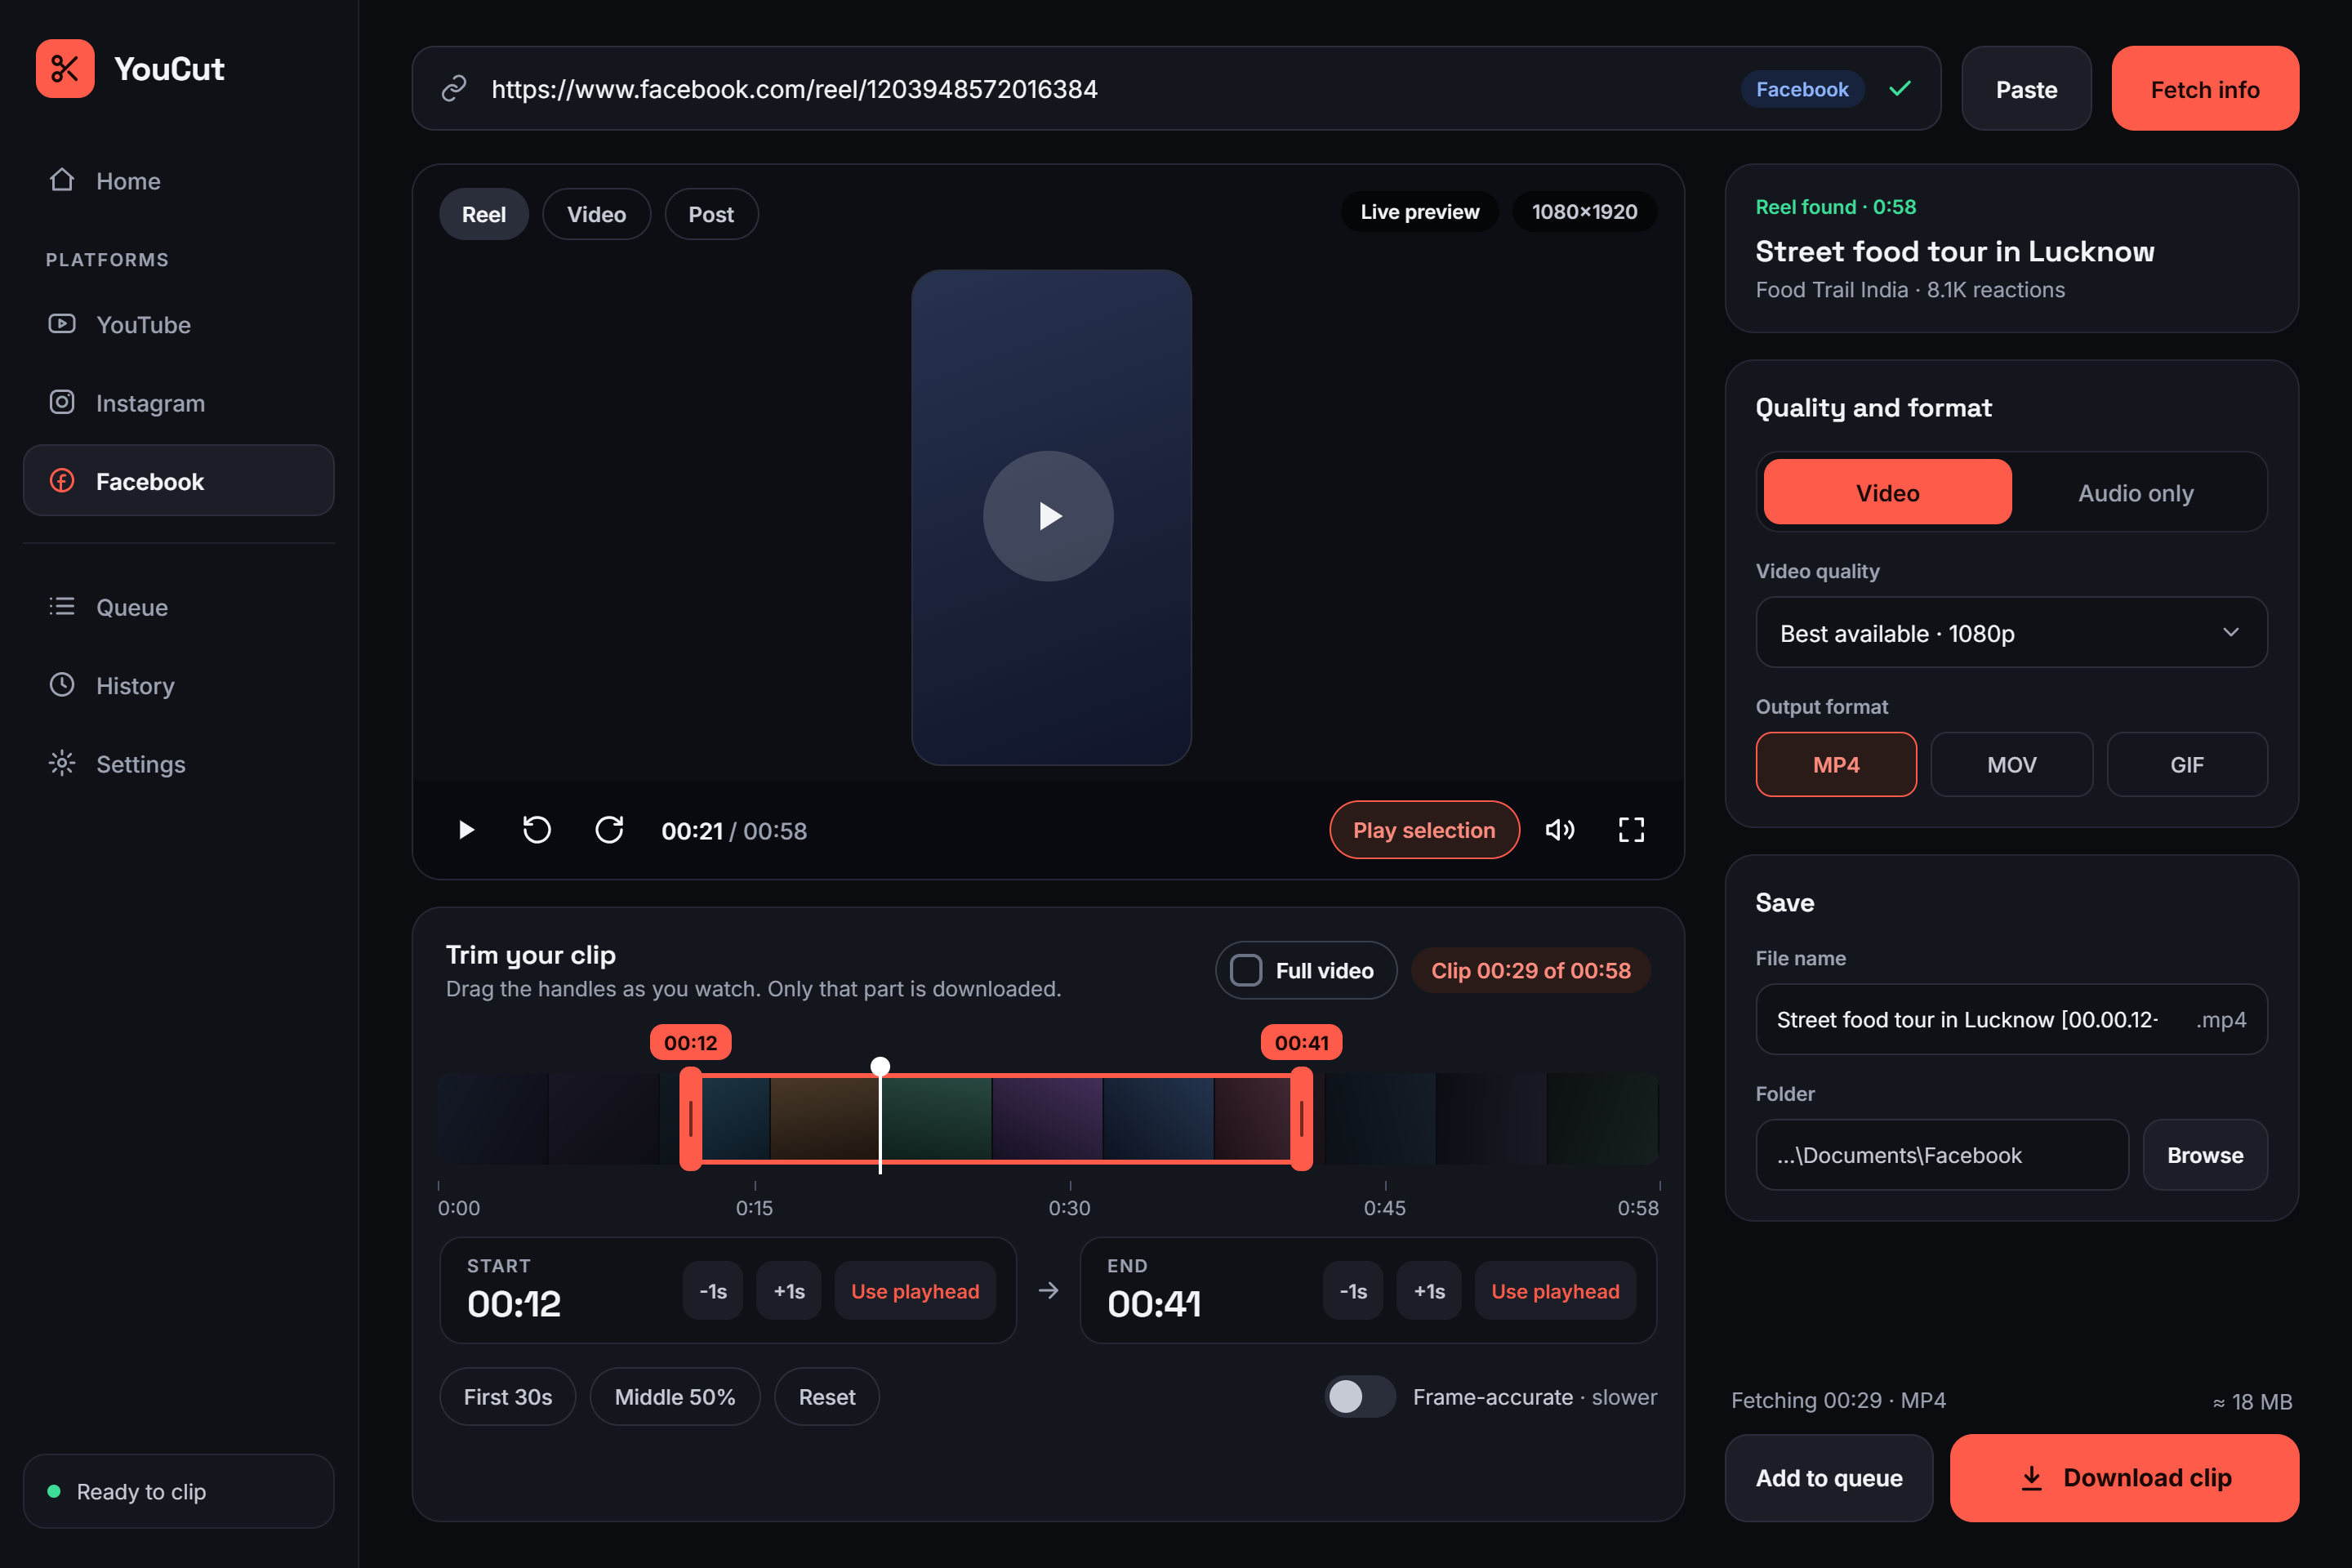 YouCut
Home
PLATFORMS
YouTube
Instagram
Facebook
Queue
History
Settings
Ready to clip
https://www.facebook.com/reel/1203948572016384
Facebook
Paste
Fetch info
Reel
Video
Post
Live preview
1080×1920
00:21 / 00:58
Play selection
Trim your clip
Drag the handles as you watch. Only that part is downloaded.
Full video
Clip 00:29 of 00:58
00:12
00:41
0:00
0:15
0:30
0:45
0:58
START
00:12
-1s
+1s
Use playhead
END
00:41
-1s
+1s
Use playhead
First 30s
Middle 50%
Reset
Frame-accurate · slower
Reel found · 0:58
Street food tour in Lucknow
Food Trail India · 8.1K reactions
Quality and format
Video
Audio only
Video quality
Best available · 1080p
Output format
MP4
MOV
GIF
Save
File name
Street food tour in Lucknow [00.00.12-
.mp4
Folder
...\Documents\Facebook
Browse
Fetching 00:29 · MP4
≈ 18 MB
Add to queue
Download clip